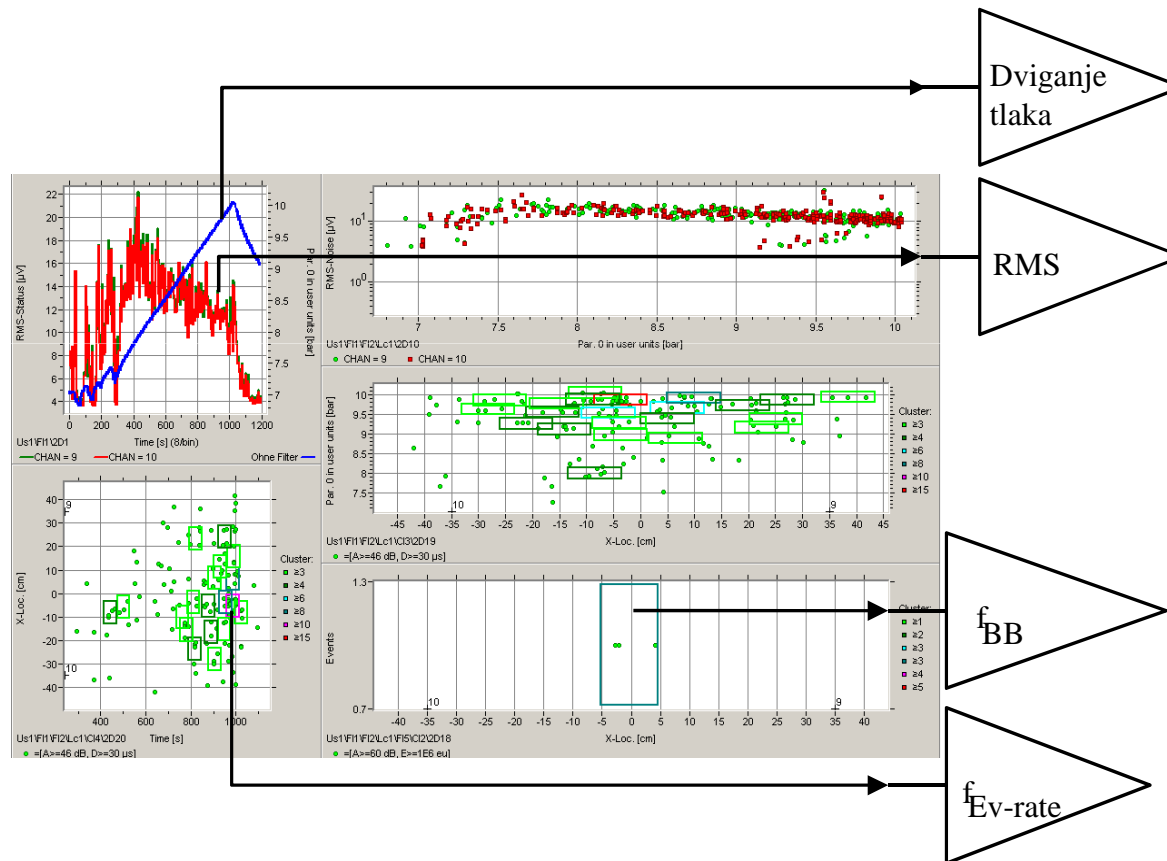 Dviganje
tlaka
RMS
f BB
f Ev-rate
RMS-Status [µV]
22
20
18
16
14
12
10
8
6
4
10
9.5
9
8.5
8
7.5
7
Par. 0 in user units [bar]
0 200 400 600 800 1000 1200
Us1\Fl1\2D1 Time [s] (8/bin)
CHAN = 9 CHAN = 10 Ohne Filter
RMS-Noise [µV]
10¹
10⁰
7 7.5 8 8.5 9 9.5 10
Us1\Fl1\Fl2\Lc1\2D10 Par. 0 in user units [bar]
CHAN = 9 CHAN = 10
Par. 0 in user units [bar]
10
9.5
9
8.5
8
7.5
10 9
-45 -40 -35 -30 -25 -20 -15 -10 -5 0 5 10 15 20 25 30 35 40 45
X-Loc. [cm]
Us1\Fl1\Fl2\Lc1\Cl3\2D19
=[A>=46 dB, D>=30 µs]
Cluster:
≥3
≥4
≥6
≥8
≥10
≥15
X-Loc. [cm]
40
30
20
10
0
-10
-20
-30
-40
9
10
400 600 800 1000
Us1\Fl1\Fl2\Lc1\Cl4\2D20 Time [s]
=[A>=46 dB, D>=30 µs]
Cluster:
≥3
≥4
≥6
≥8
≥10
≥15
Events
1.3
0.7
10 9
-40 -35 -30 -25 -20 -15 -10 -5 0 5 10 15 20 25 30 35 40
X-Loc. [cm]
Us1\Fl1\Fl2\Lc1\Fl5\Cl2\2D18
=[A>=60 dB, E>=1E6 eu]
Cluster:
≥1
≥2
≥3
≥3
≥4
≥5